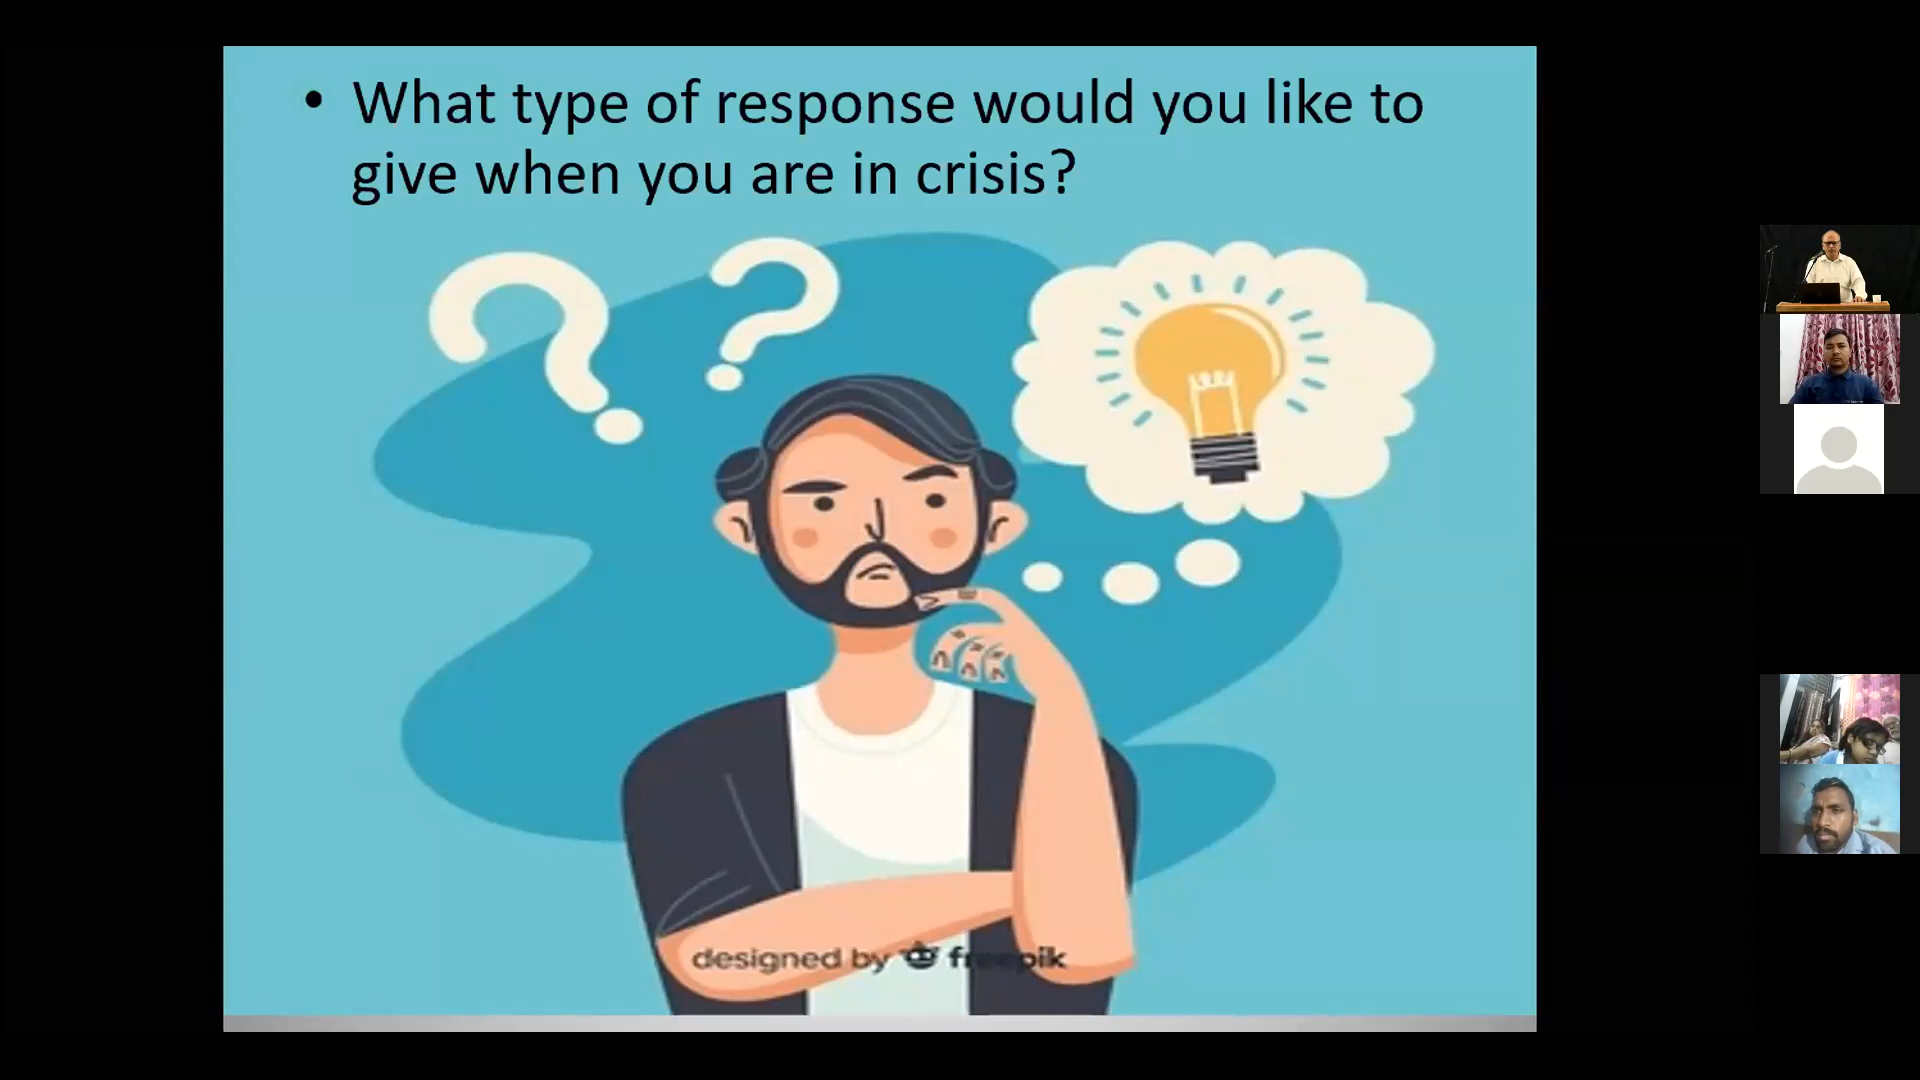 • What type of response would you like to
give when you are in crisis?
designed by freepik